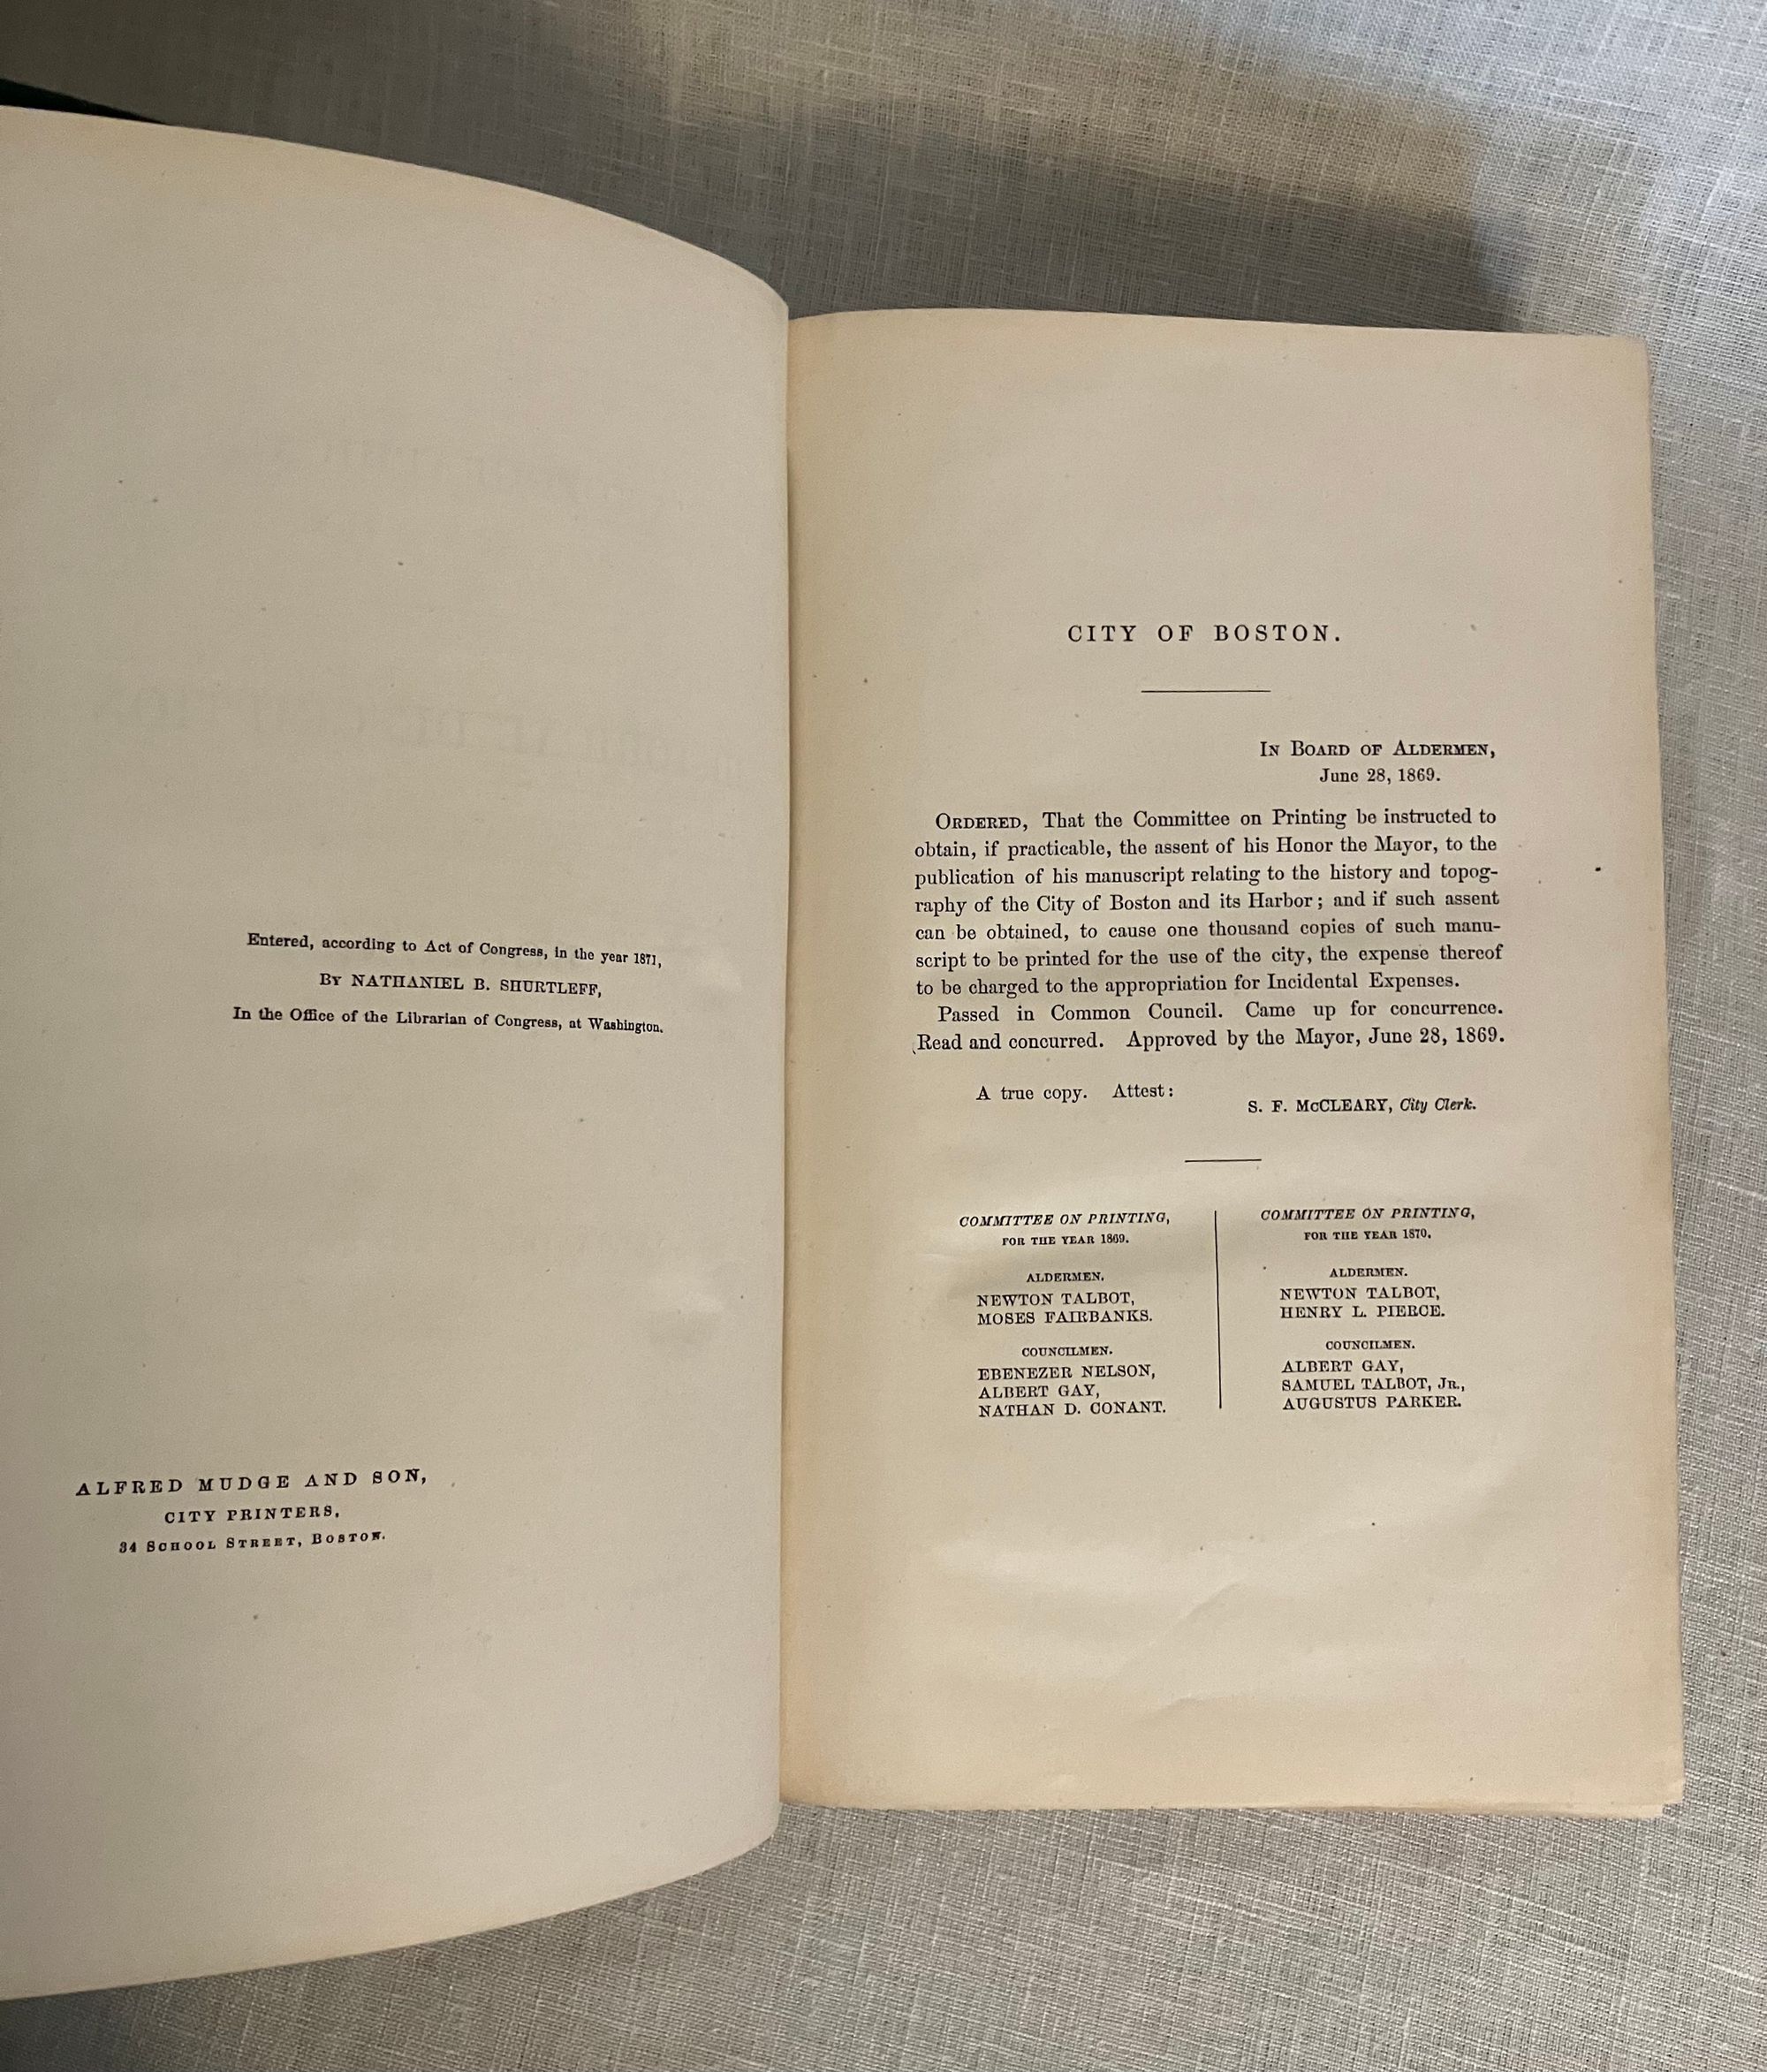 Entered, according to Act of Congress, in the year 1871,
BY NATHANIEL B. SHURTLEFF,
In the Office of the Librarian of Congress, at Washington.
ALFRED MUDGE AND SON,
CITY PRINTERS,
34 SCHOOL STREET, BOSTON.
CITY OF BOSTON.
IN BOARD OF ALDERMEN,
June 28, 1869.
ORDERED, That the Committee on Printing be instructed to
obtain, if practicable, the assent of his Honor the Mayor, to the
publication of his manuscript relating to the history and topog-
raphy of the City of Boston and its Harbor; and if such assent
can be obtained, to cause one thousand copies of such manu-
script to be printed for the use of the city, the expense thereof
to be charged to the appropriation for Incidental Expenses.
Passed in Common Council. Came up for concurrence.
Read and concurred. Approved by the Mayor, June 28, 1869.
A true copy. Attest:
S. F. McCLEARY, City Clerk.
COMMITTEE ON PRINTING,
FOR THE YEAR 1869.
ALDERMEN.
NEWTON TALBOT,
MOSES FAIRBANKS.
COUNCILMEN.
EBENEZER NELSON,
ALBERT GAY,
NATHAN D. CONANT.
COMMITTEE ON PRINTING,
FOR THE YEAR 1870.
ALDERMEN.
NEWTON TALBOT,
HENRY L. PIERCE.
COUNCILMEN.
ALBERT GAY,
SAMUEL TALBOT, JR.,
AUGUSTUS PARKER.